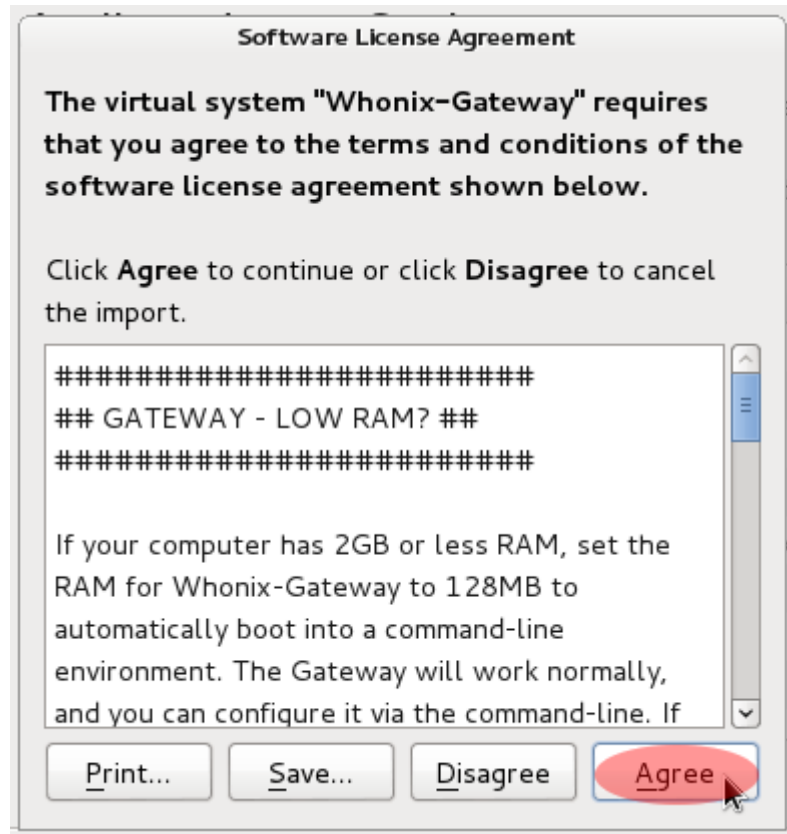 Software License Agreement
The virtual system "Whonix-Gateway" requires
that you agree to the terms and conditions of the
software license agreement shown below.
Click Agree to continue or click Disagree to cancel
the import.
########################
## GATEWAY - LOW RAM? ##
########################
If your computer has 2GB or less RAM, set the
RAM for Whonix-Gateway to 128MB to
automatically boot into a command-line
environment. The Gateway will work normally,
and you can configure it via the command-line. If
Print... Save... Disagree Agree